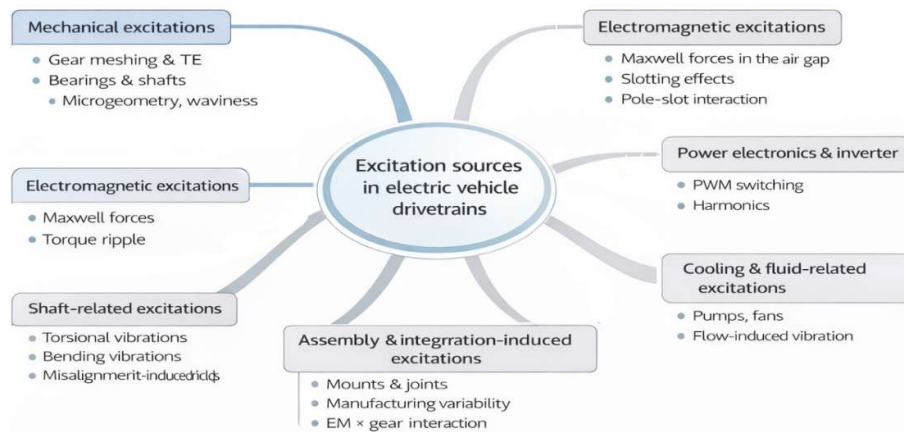 Mechanical excitations
Gear meshing & TE
Bearings & shafts
Microgeometry, waviness
Electromagnetic excitations
Maxwell forces in the air gap
Slotting effects
Pole-slot interaction
Excitation sources
in electric vehicle
drivetrains
Electromagnetic excitations
Maxwell forces
Torque ripple
Power electronics & inverter
PWM switching
Harmonics
Shaft-related excitations
Torsional vibrations
Bending vibrations
Assembly & integrration-induced
excitations
Mounts & joints
Manufacturing variability
EM × gear interaction
Cooling & fluid-related
excitations
Pumps, fans
Flow-induced vibration